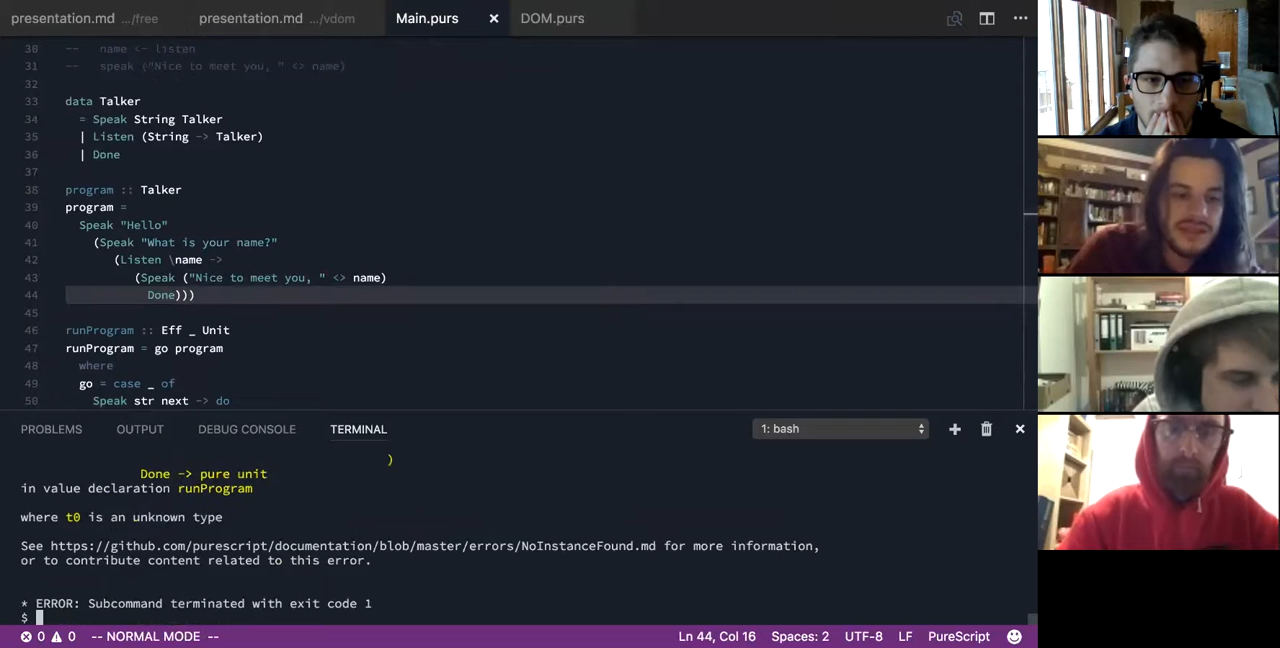 presentation.md .../free presentation.md .../vdom Main.purs × DOM.purs ...
30 -- name <- listen
31 -- speak ("Nice to meet you, " <> name)
32
33 data Talker
34 = Speak String Talker
35 | Listen (String -> Talker)
36 | Done
37
38 program :: Talker
39 program =
40 Speak "Hello"
41 (Speak "What is your name?"
42 (Listen \name ->
43 (Speak ("Nice to meet you, " <> name)
44 Done)))
45
46 runProgram :: Eff _ Unit
47 runProgram = go program
48 where
49 go = case _ of
50 Speak str next -> do
PROBLEMS OUTPUT DEBUG CONSOLE TERMINAL 1: bash
)
Done -> pure unit
in value declaration runProgram
where t0 is an unknown type
See https://github.com/purescript/documentation/blob/master/errors/NoInstanceFound.md for more information,
or to contribute content related to this error.
* ERROR: Subcommand terminated with exit code 1
$
0 0 -- NORMAL MODE -- Ln 44, Col 16 Spaces: 2 UTF-8 LF PureScript